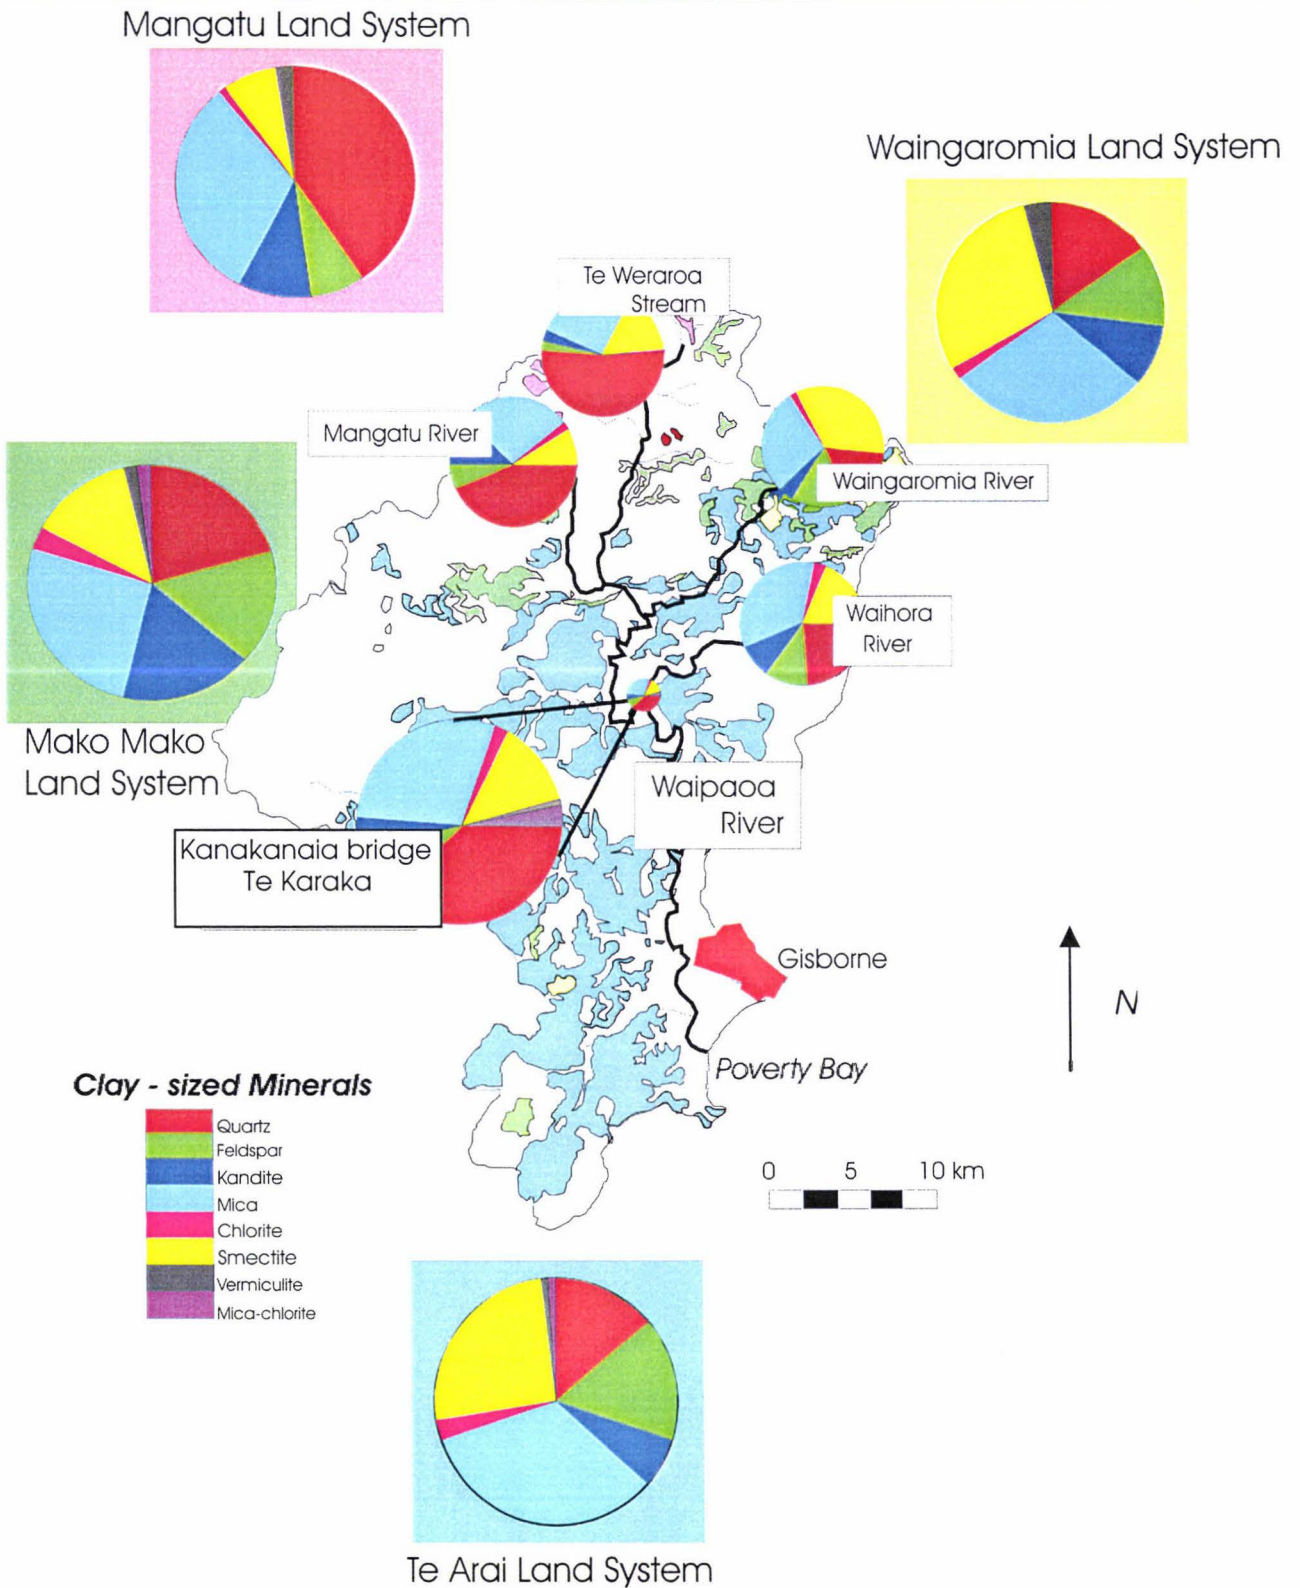 Mangatu Land System
Waingaromia Land System
Te Weraroa
Stream
Mangatu River
Waingaromia River
Waihora
River
Mako Mako
Land System
Waipaoa
River
Kanakanaia bridge
Te Karaka
Gisborne
N
Poverty Bay
Clay - sized Minerals
Quartz
Feldspar
Kandite
Mica
Chlorite
Smectite
Vermiculite
Mica-chlorite
0 5 10 km
Te Arai Land System